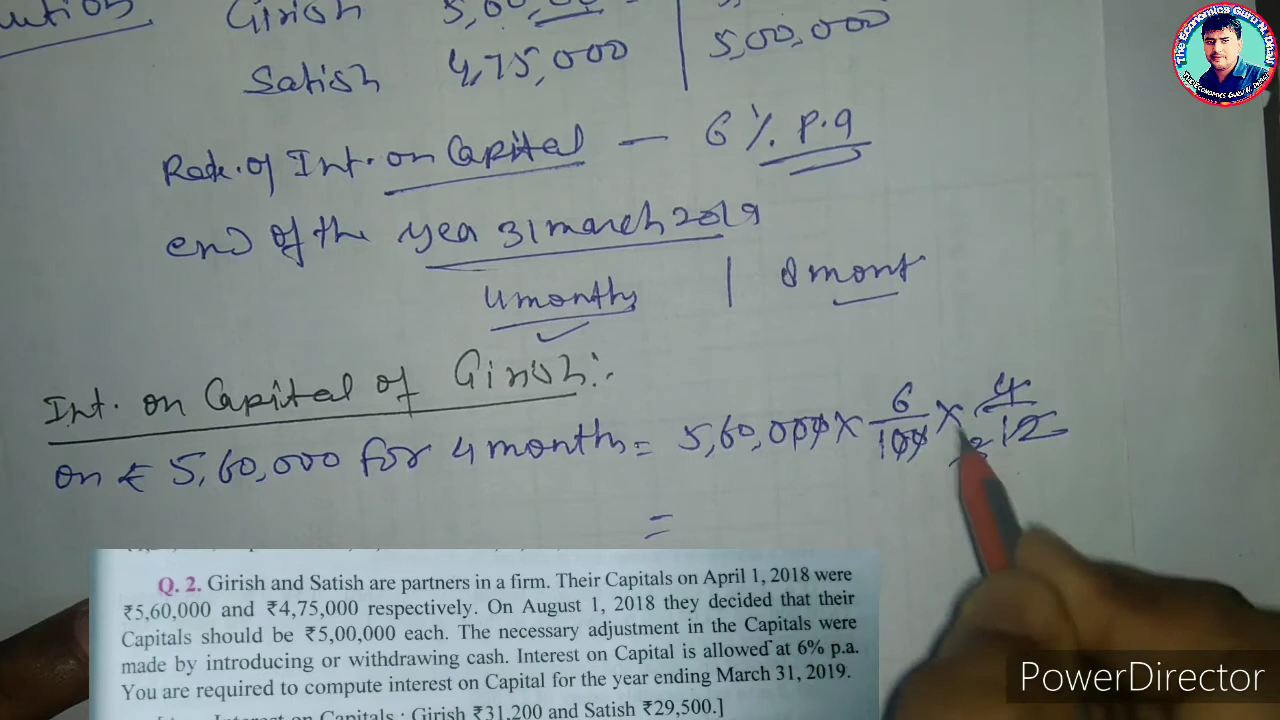 Girish 5,60,000
Satish 4,75,000 | 5,00,000
Rate.of Int.on Capital — 6 %. P.a
end of the yea 31 march 2019
4 months | 8 mont
Int. on Capital of Girish:.
on ₹ 5,60,000 for 4 month = 5,60,000 x 6/100 x 4/12
=
Q. 2. Girish and Satish are partners in a firm. Their Capitals on April 1, 2018 were
₹5,60,000 and ₹4,75,000 respectively. On August 1, 2018 they decided that their
Capitals should be ₹5,00,000 each. The necessary adjustment in the Capitals were
made by introducing or withdrawing cash. Interest on Capital is allowed at 6% p.a.
You are required to compute interest on Capital for the year ending March 31, 2019.
Interest on Capitals : Girish ₹31,200 and Satish ₹29,500.]
The Economics Guru N. Dhall
PowerDirector